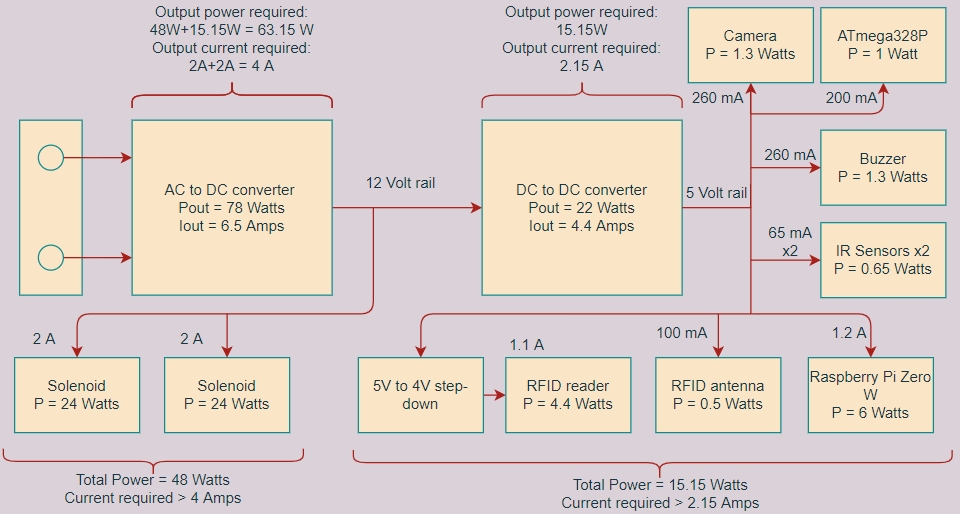 Output power required:
48W+15.15W = 63.15 W
Output current required:
2A+2A = 4 A
Output power required:
15.15W
Output current required:
2.15 A
Camera
P = 1.3 Watts
ATmega328P
P = 1 Watt
260 mA
200 mA
AC to DC converter
Pout = 78 Watts
Iout = 6.5 Amps
12 Volt rail
DC to DC converter
Pout = 22 Watts
Iout = 4.4 Amps
5 Volt rail
260 mA
Buzzer
P = 1.3 Watts
65 mA
x2
IR Sensors x2
P = 0.65 Watts
2 A
2 A
1.1 A
100 mA
1.2 A
Solenoid
P = 24 Watts
Solenoid
P = 24 Watts
5V to 4V step-
down
RFID reader
P = 4.4 Watts
RFID antenna
P = 0.5 Watts
Raspberry Pi Zero
W
P = 6 Watts
Total Power = 48 Watts
Current required > 4 Amps
Total Power = 15.15 Watts
Current required > 2.15 Amps